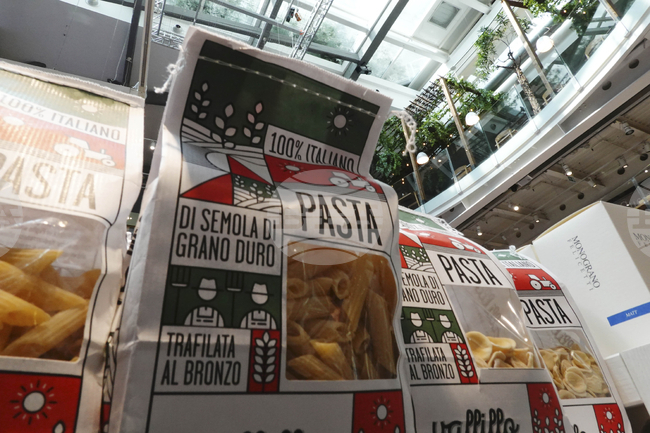 100% ITALIANO
PASTA
100% ITALIANO
PASTA
DI SEMOLA DI
GRANO DURO
TRAFILATA
AL BRONZO
PASTA
DI SEMOLA DI
GRANO DURO
TRAFILATA
AL BRONZO
PASTA
MONOGRANO